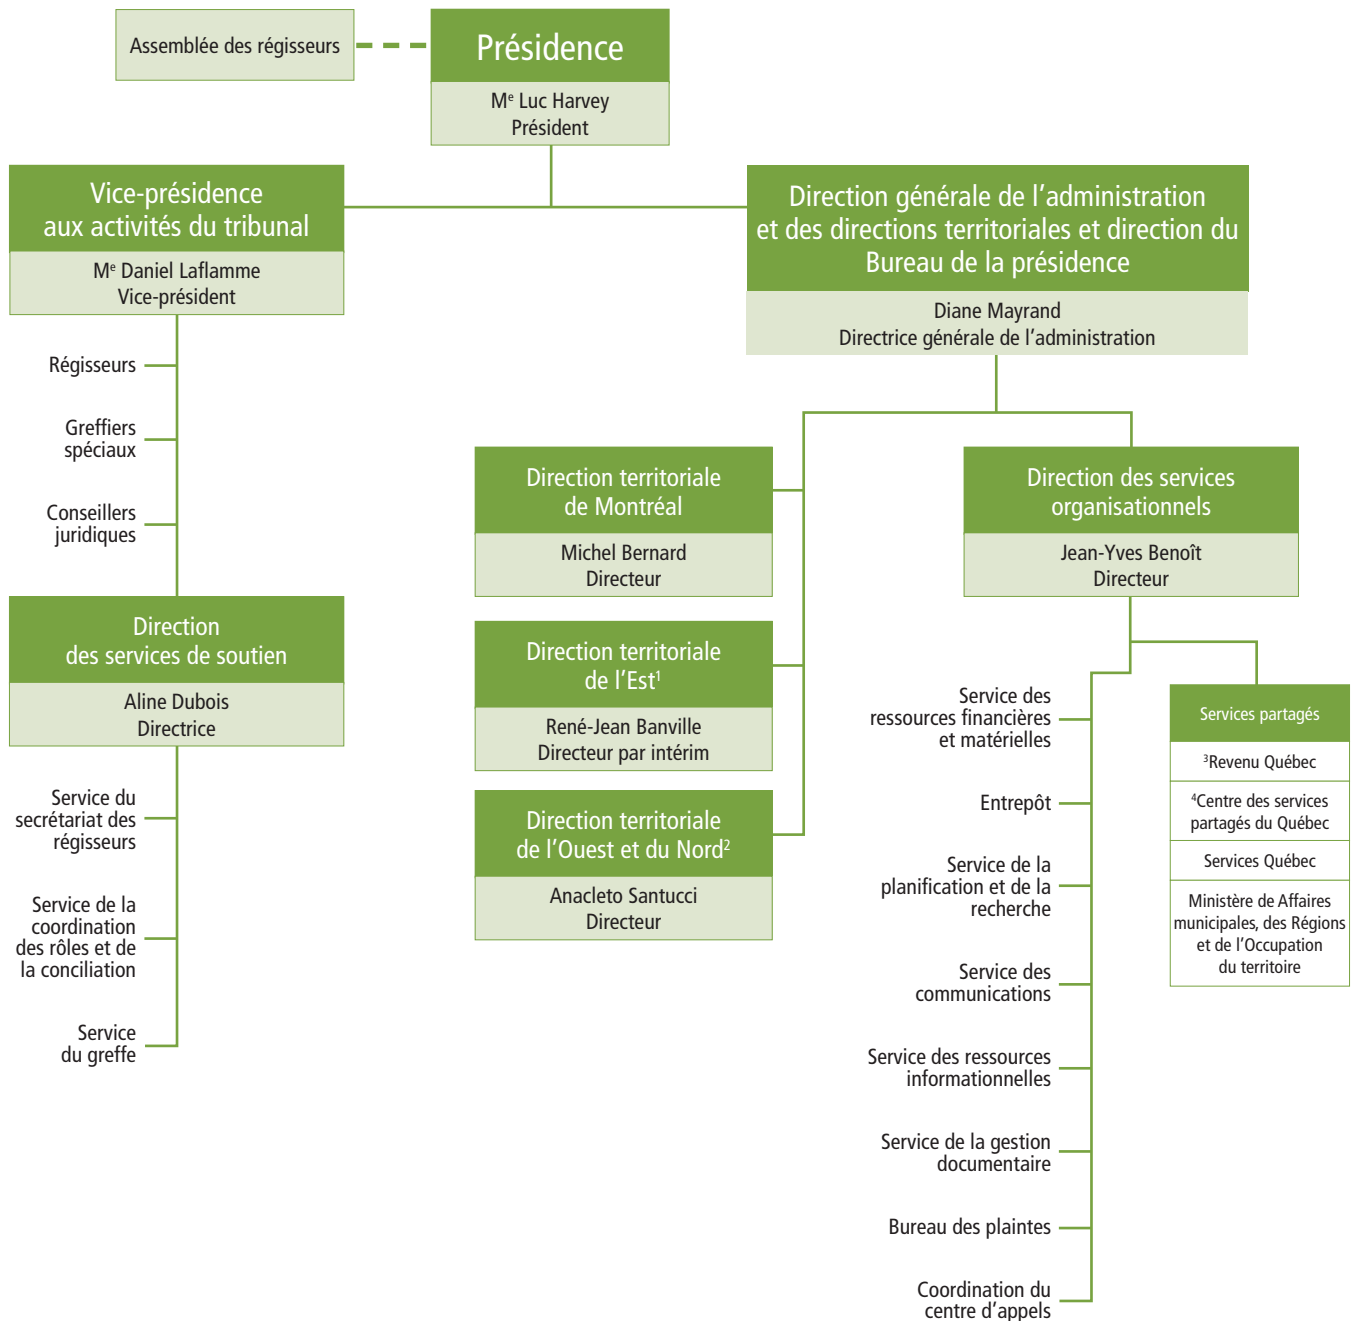 Assemblée des régisseurs
Présidence
Mᵉ Luc Harvey
Président
Vice-présidence
aux activités du tribunal
Mᵉ Daniel Laflamme
Vice-président
Régisseurs
Greffiers
spéciaux
Conseillers
juridiques
Direction
des services de soutien
Aline Dubois
Directrice
Service du
secrétariat des
régisseurs
Service de la
coordination
des rôles et de
la conciliation
Service
du greffe
Direction générale de l’administration
et des directions territoriales et direction du
Bureau de la présidence
Diane Mayrand
Directrice générale de l’administration
Direction territoriale
de Montréal
Michel Bernard
Directeur
Direction territoriale
de l’Est¹
René-Jean Banville
Directeur par intérim
Direction territoriale
de l’Ouest et du Nord²
Anacleto Santucci
Directeur
Direction des services
organisationnels
Jean-Yves Benoît
Directeur
Service des
ressources financières
et matérielles
Entrepôt
Service de la
planification et de la
recherche
Service des
communications
Service des ressources
informationnelles
Service de la gestion
documentaire
Bureau des plaintes
Coordination du
centre d’appels
Services partagés
³Revenu Québec
⁴Centre des services
partagés du Québec
Services Québec
Ministère de Affaires
municipales, des Régions
et de l’Occupation
du territoire